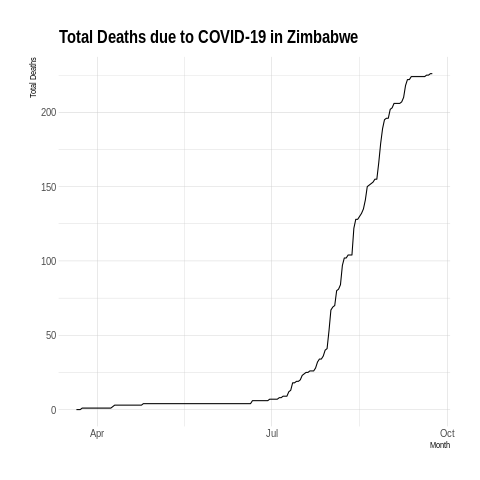 Total Deaths due to COVID-19 in Zimbabwe
Total Deaths
200
150
100
50
0
Apr
Jul
Oct
Month